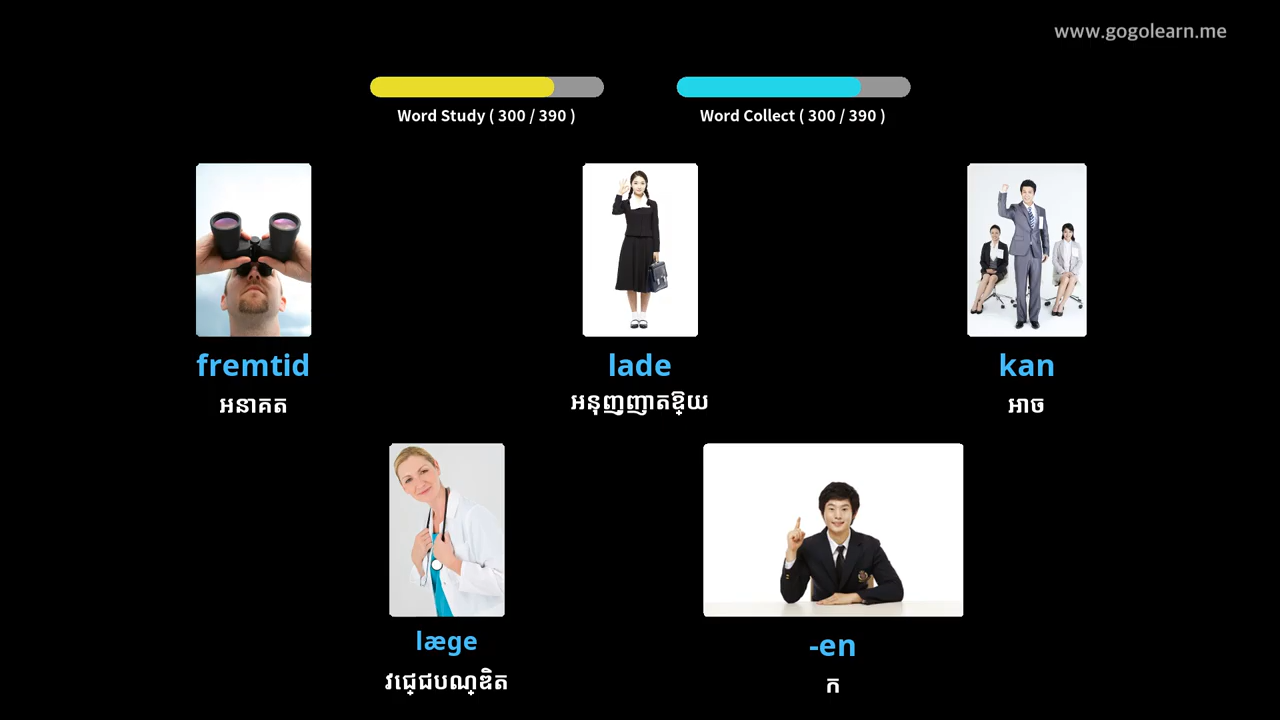 www.gogolearn.me
Word Study ( 300 / 390 )
Word Collect ( 300 / 390 )
fremtid
lade
kan
អនាគត
អនុញ្ញាតឱ្យ
អាច
læge
-en
វេជ្ជបណ្ឌិត
ក